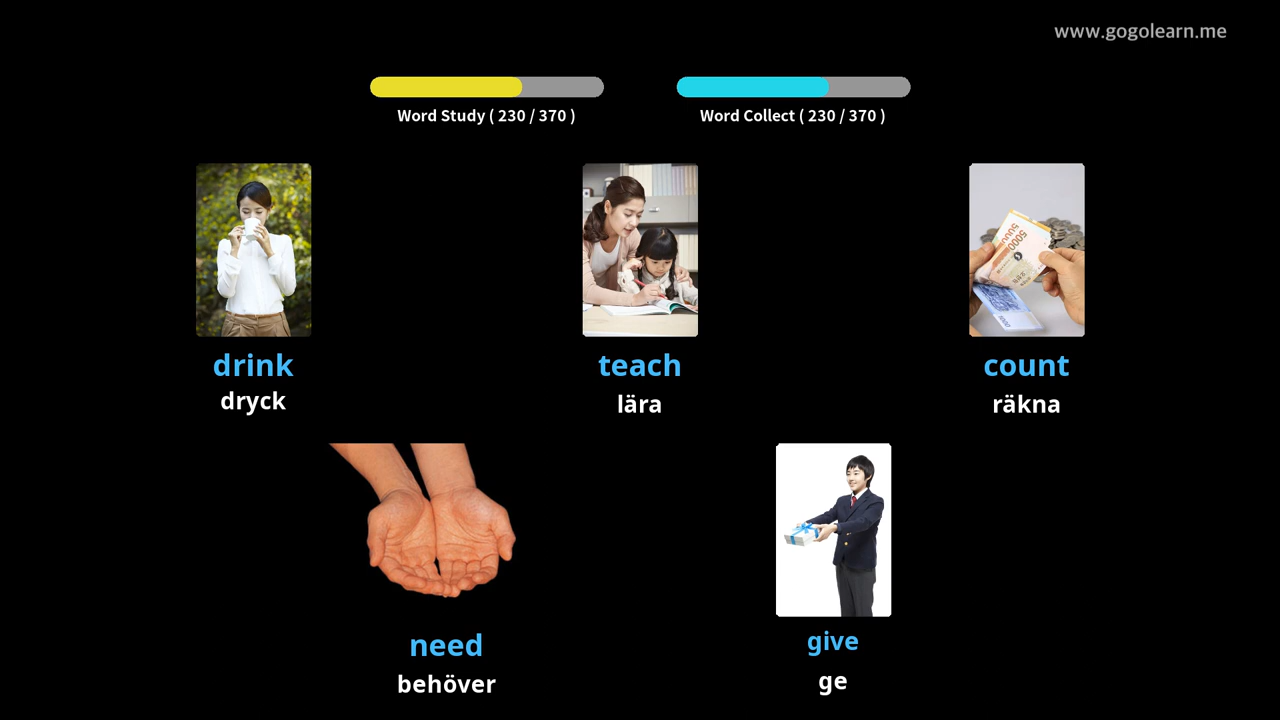 www.gogolearn.me
Word Study ( 230 / 370 )
Word Collect ( 230 / 370 )
drink
dryck
teach
lära
count
räkna
need
behöver
give
ge